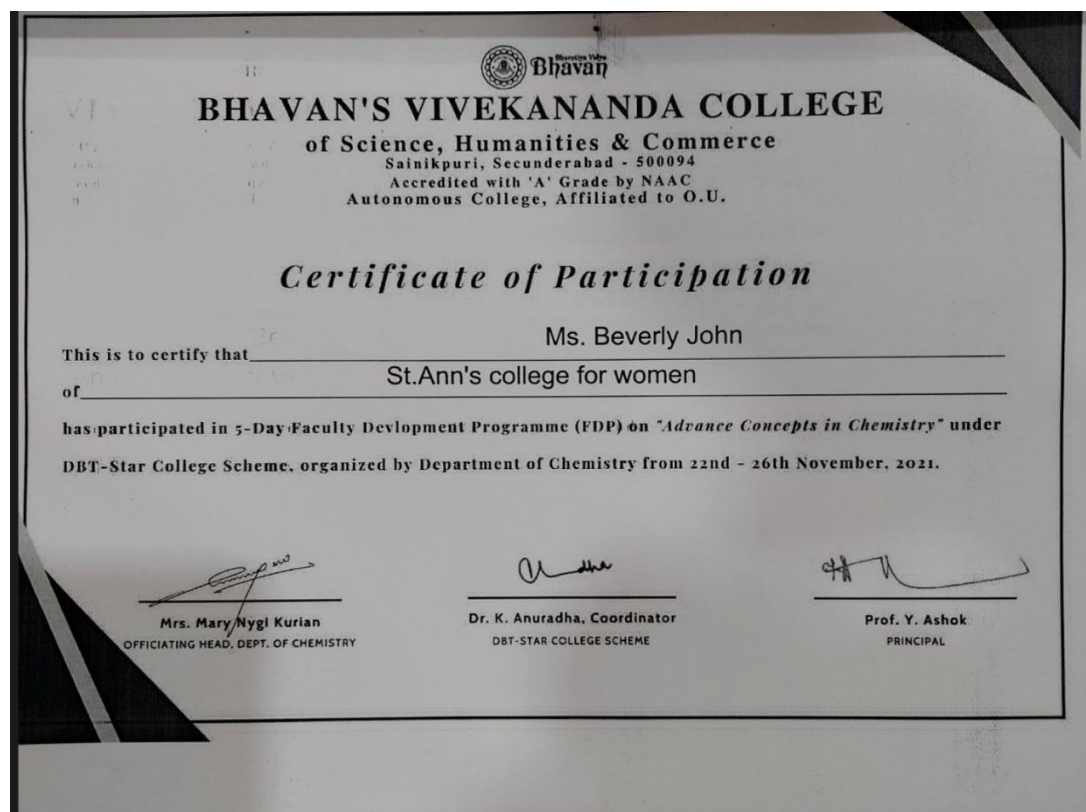 Bharatiya Vidya
Bhavan
BHAVAN'S VIVEKANANDA COLLEGE
of Science, Humanities & Commerce
Sainikpuri, Secunderabad - 500094
Accredited with 'A' Grade by NAAC
Autonomous College, Affiliated to O.U.
Certificate of Participation
This is to certify that Ms. Beverly John
of St.Ann's college for women
has participated in 5-Day Faculty Devlopment Programme (FDP) on "Advance Concepts in Chemistry" under
DBT-Star College Scheme, organized by Department of Chemistry from 22nd - 26th November, 2021.
Mrs. Mary Nygi Kurian
OFFICIATING HEAD, DEPT. OF CHEMISTRY
Dr. K. Anuradha, Coordinator
DBT-STAR COLLEGE SCHEME
Prof. Y. Ashok
PRINCIPAL